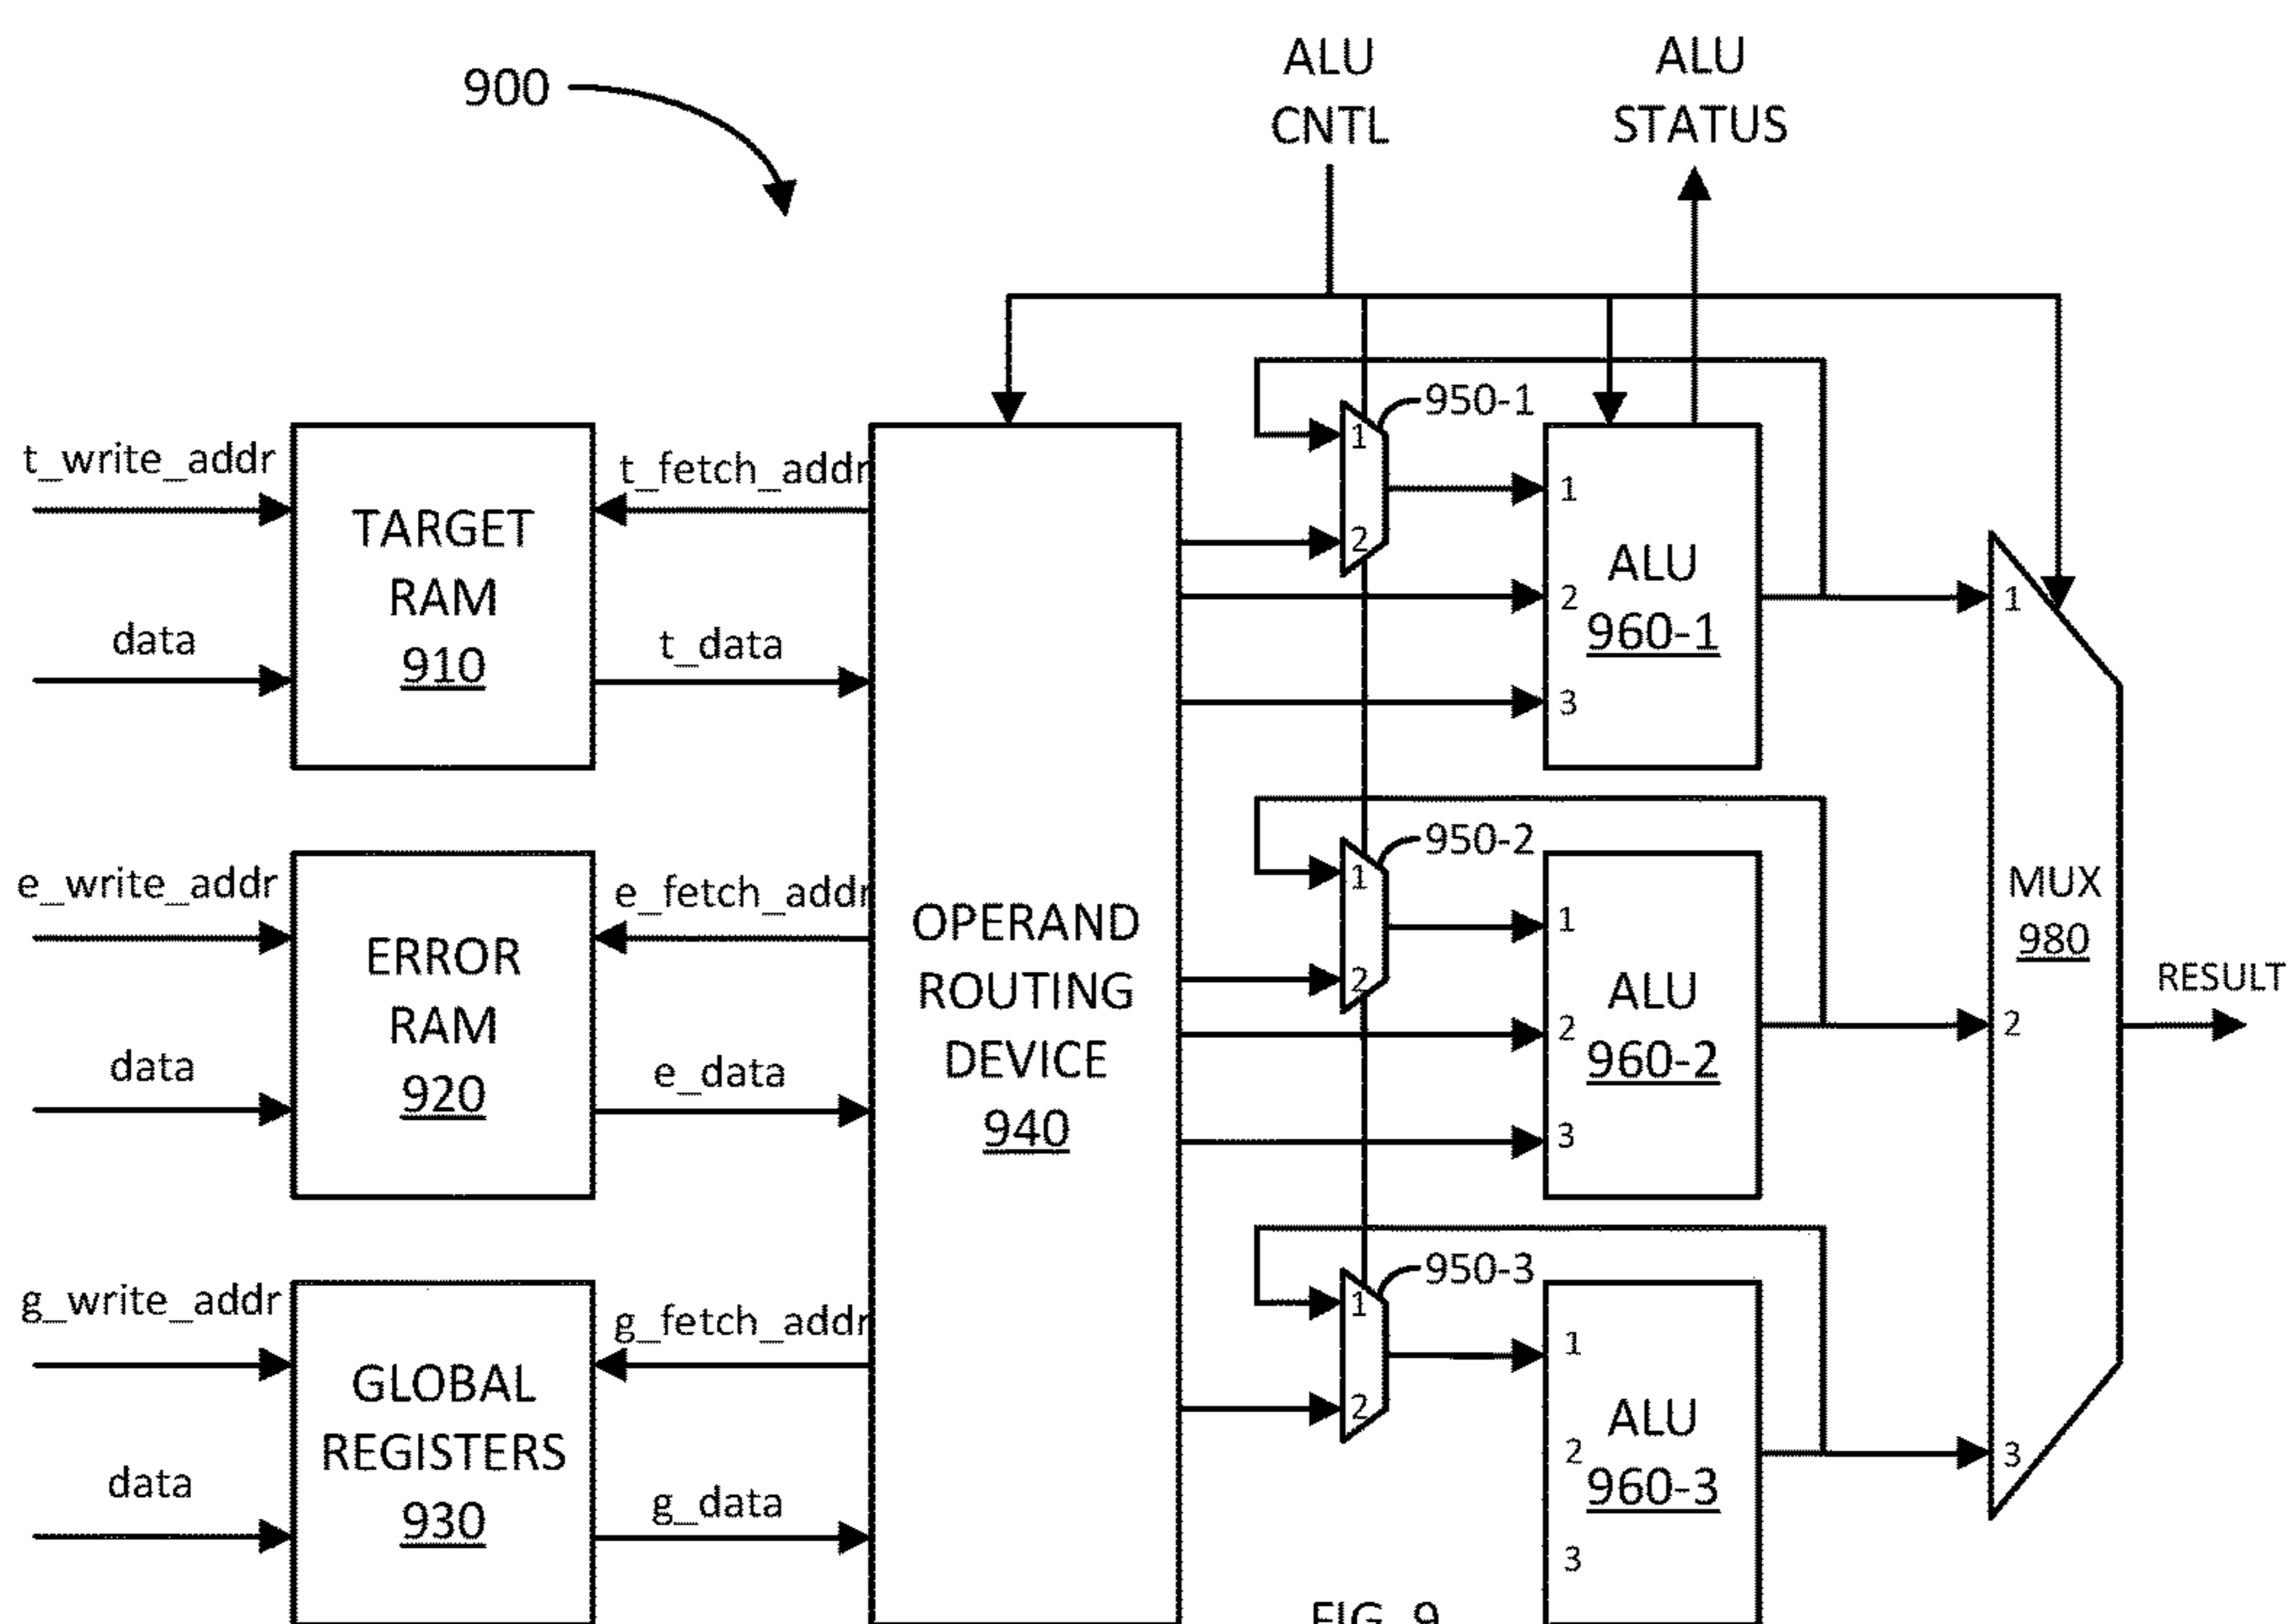 900
ALU
CNTL
ALU
STATUS
t_write_addr
data
TARGET
RAM
910
t_fetch_addr
t_data
e_write_addr
data
ERROR
RAM
920
e_fetch_addr
e_data
g_write_addr
data
GLOBAL
REGISTERS
930
g_fetch_addr
g_data
OPERAND
ROUTING
DEVICE
940
950-1
1
2
1
2
3
ALU
960-1
950-2
1
2
1
2
3
ALU
960-2
950-3
1
2
1
2
3
ALU
960-3
1
2
3
MUX
980
RESULT
FIG. 9